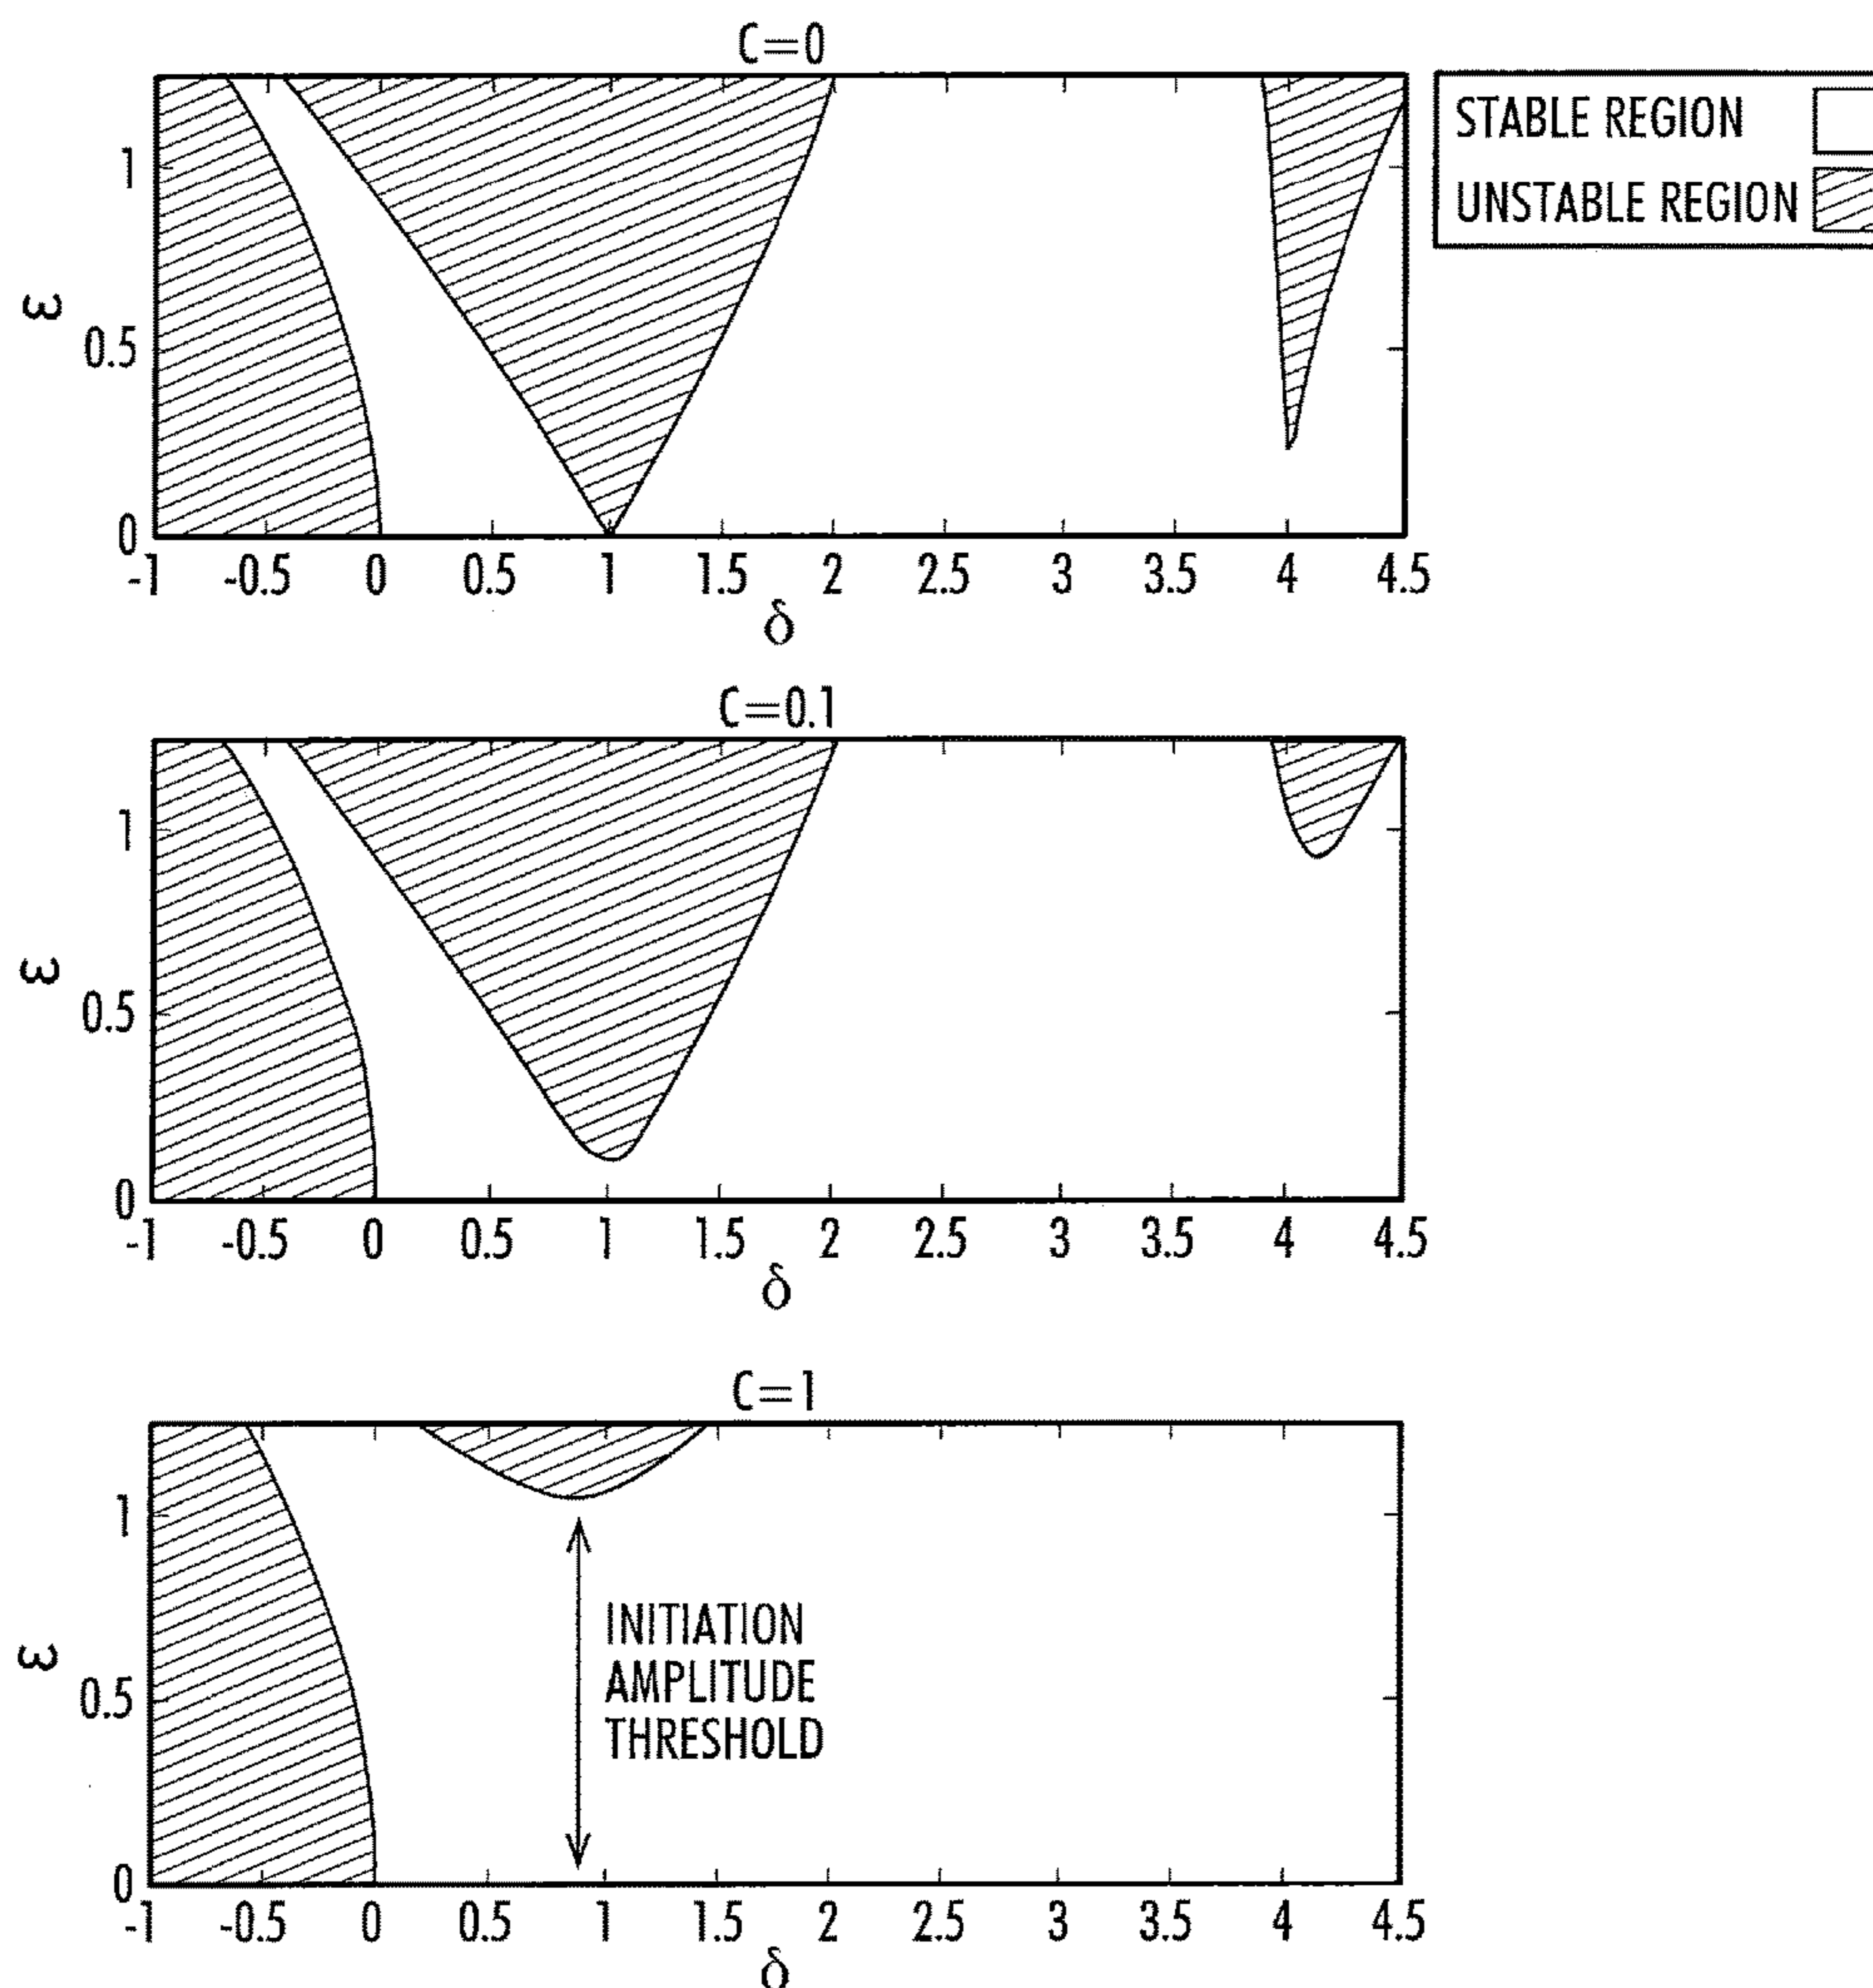 C=0
STABLE REGION
UNSTABLE REGION
ε
1
0.5
0
-1 -0.5 0 0.5 1 1.5 2 2.5 3 3.5 4 4.5
δ
C=0.1
ε
1
0.5
0
-1 -0.5 0 0.5 1 1.5 2 2.5 3 3.5 4 4.5
δ
C=1
ε
1
0.5
0
INITIATION
AMPLITUDE
THRESHOLD
-1 -0.5 0 0.5 1 1.5 2 2.5 3 3.5 4 4.5
δ